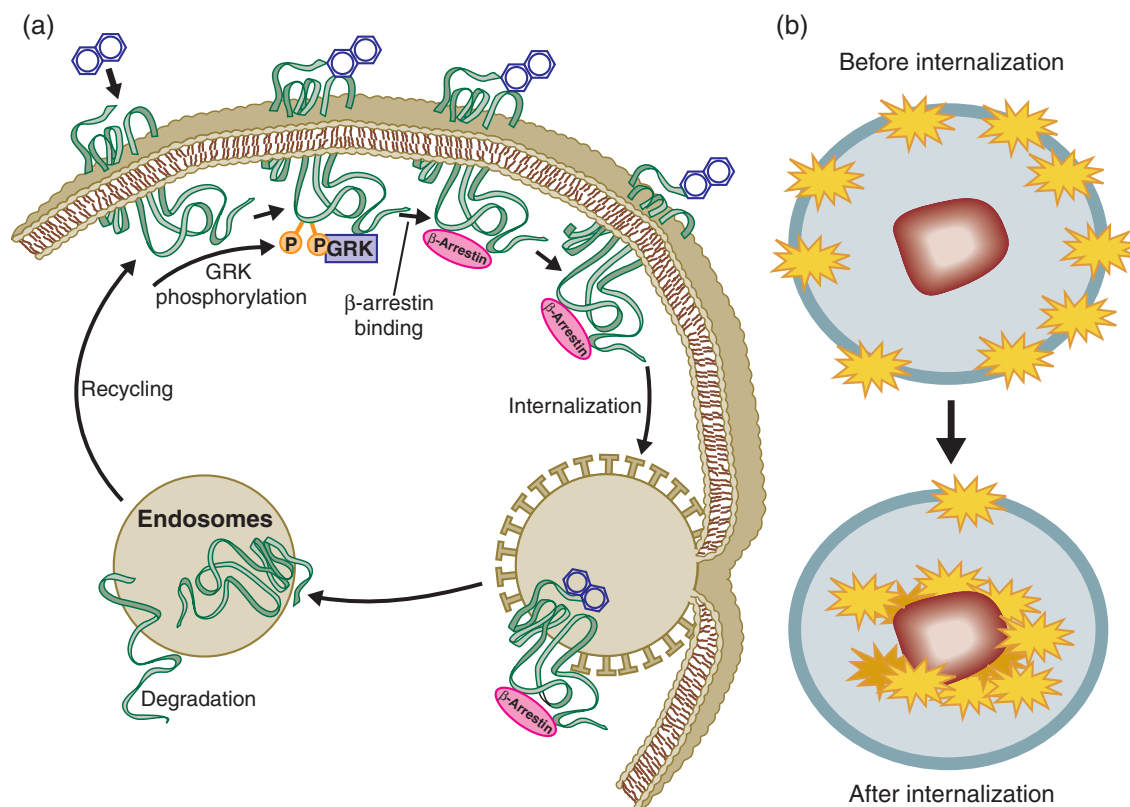 (a)
P
P
GRK
GRK
phosphorylation
β-arrestin
binding
β-Arrestin
β-Arrestin
Internalization
Recycling
Endosomes
Degradation
β-Arrestin
(b)
Before internalization
After internalization